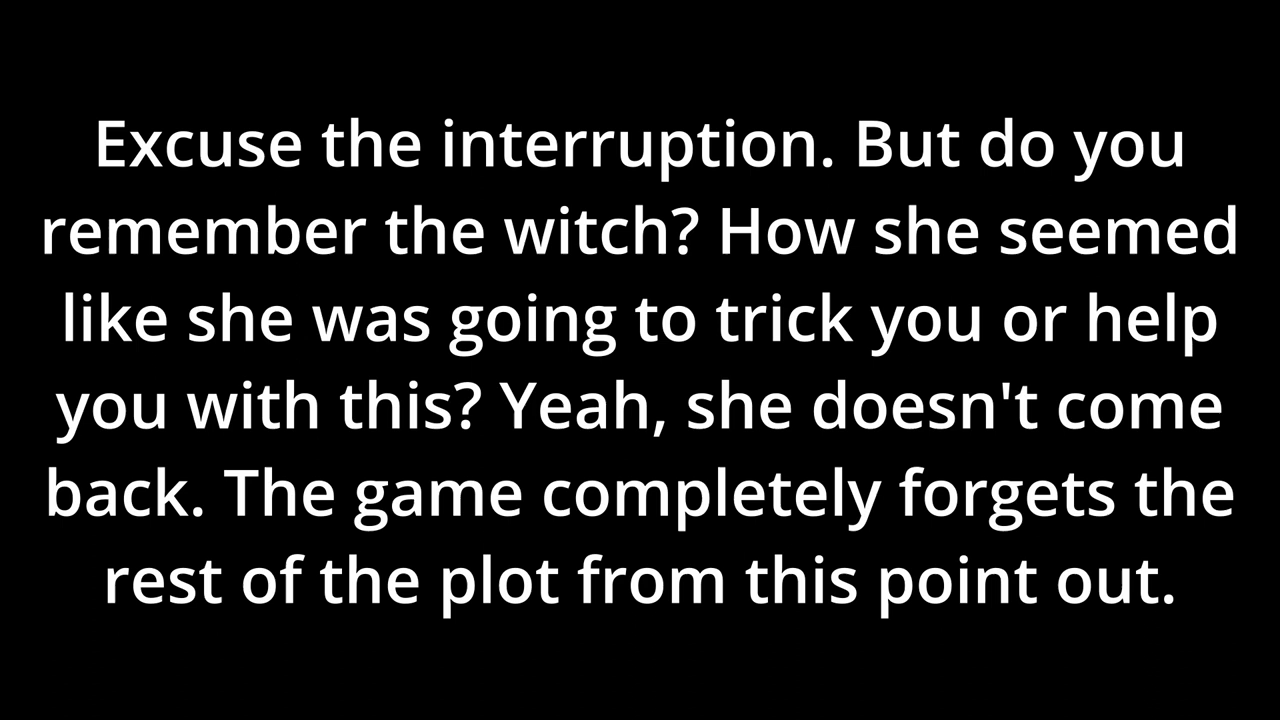 Excuse the interruption. But do you
remember the witch? How she seemed
like she was going to trick you or help
you with this? Yeah, she doesn't come
back. The game completely forgets the
rest of the plot from this point out.